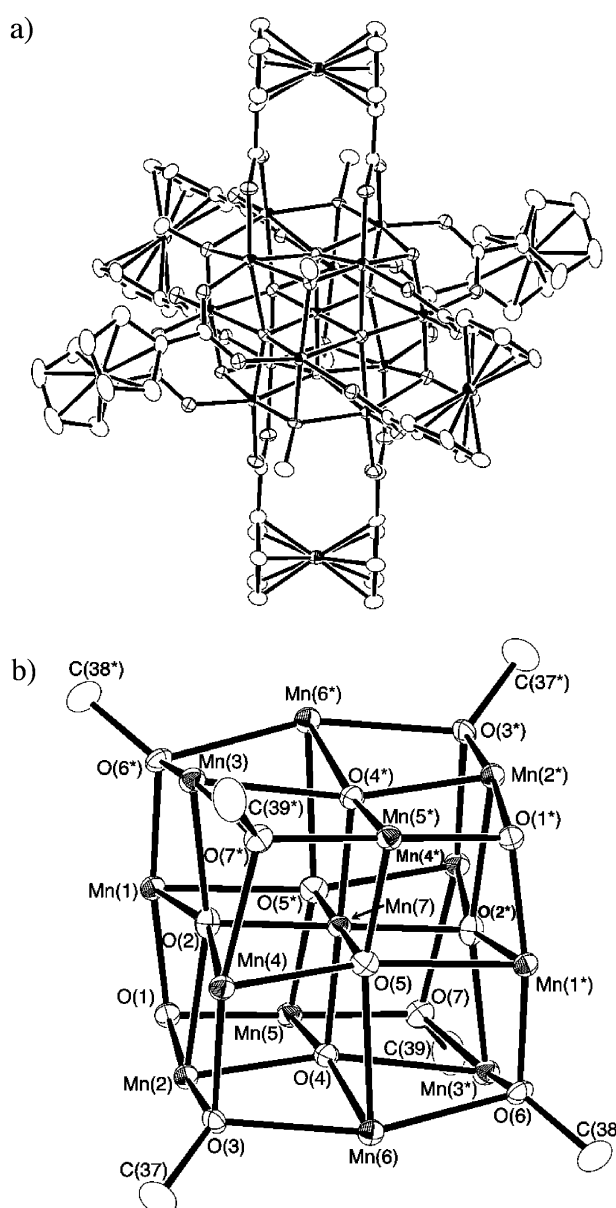 a)
b)
C(38*)
C(37*)
Mn(6*)
O(3*)
O(6*)
Mn(3)
O(4*)
Mn(2*)
C(39*)
Mn(5*)
O(1*)
O(7*)
Mn(4*)
Mn(1)
O(5*)
Mn(7)
O(2*)
O(2)
Mn(4)
O(5)
Mn(1*)
O(1)
Mn(5)
O(7)
C(39)
Mn(2)
O(4)
Mn(3*)
O(6)
O(3)
Mn(6)
C(37)
C(38